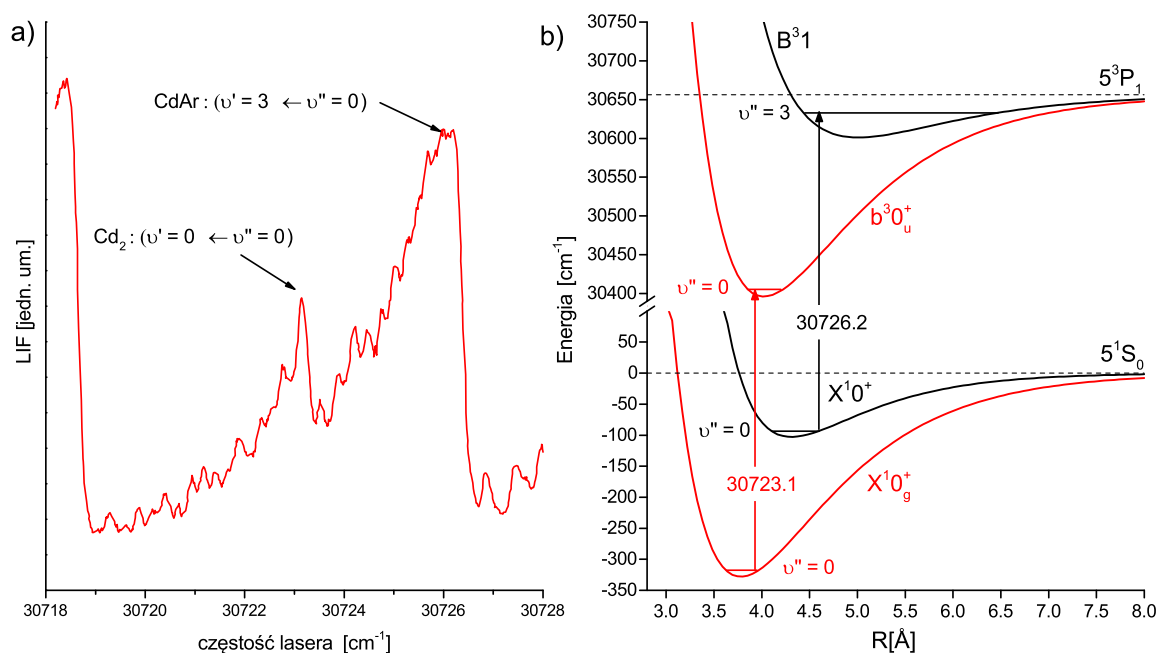 a)
CdAr : (υ' = 3 ← υ'' = 0)
Cd₂ : (υ' = 0 ← υ'' = 0)
LIF [jedn. um.]
30718 30720 30722 30724 30726 30728
częstość lasera [cm⁻¹]
b)
30750
30700
30650
30600
30550
30500
30450
30400
0
-50
-100
-150
-200
-250
-300
-350
Energia [cm⁻¹]
B³1
5³P₁
υ'' = 3
b³0⁺ᵤ
υ'' = 0
30726.2
5¹S₀
X¹0⁺
υ'' = 0
30723.1
X¹0⁺g
υ'' = 0
3.0 3.5 4.0 4.5 5.0 5.5 6.0 6.5 7.0 7.5 8.0
R[Å]